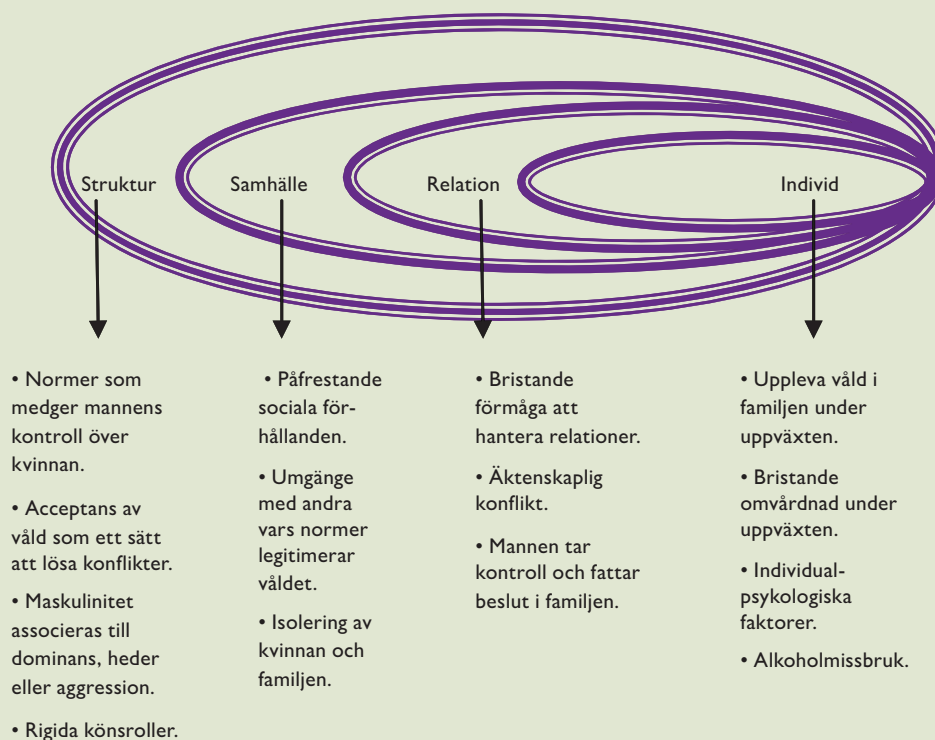 Struktur
Samhälle
Relation
Individ
• Normer som
medger mannens
kontroll över
kvinnan.
• Acceptans av
våld som ett sätt
att lösa konflikter.
• Maskulinitet
associeras till
dominans, heder
eller aggression.
• Rigida könsroller.
• Påfrestande
sociala för-
hållanden.
• Umgänge
med andra
vars normer
legitimerar
våldet.
• Isolering av
kvinnan och
familjen.
• Bristande
förmåga att
hantera relationer.
• Äktenskaplig
konflikt.
• Mannen tar
kontroll och fattar
beslut i familjen.
• Uppleva våld i
familjen under
uppväxten.
• Bristande
omvårdnad under
uppväxten.
• Individual-
psykologiska
faktorer.
• Alkoholmissbruk.